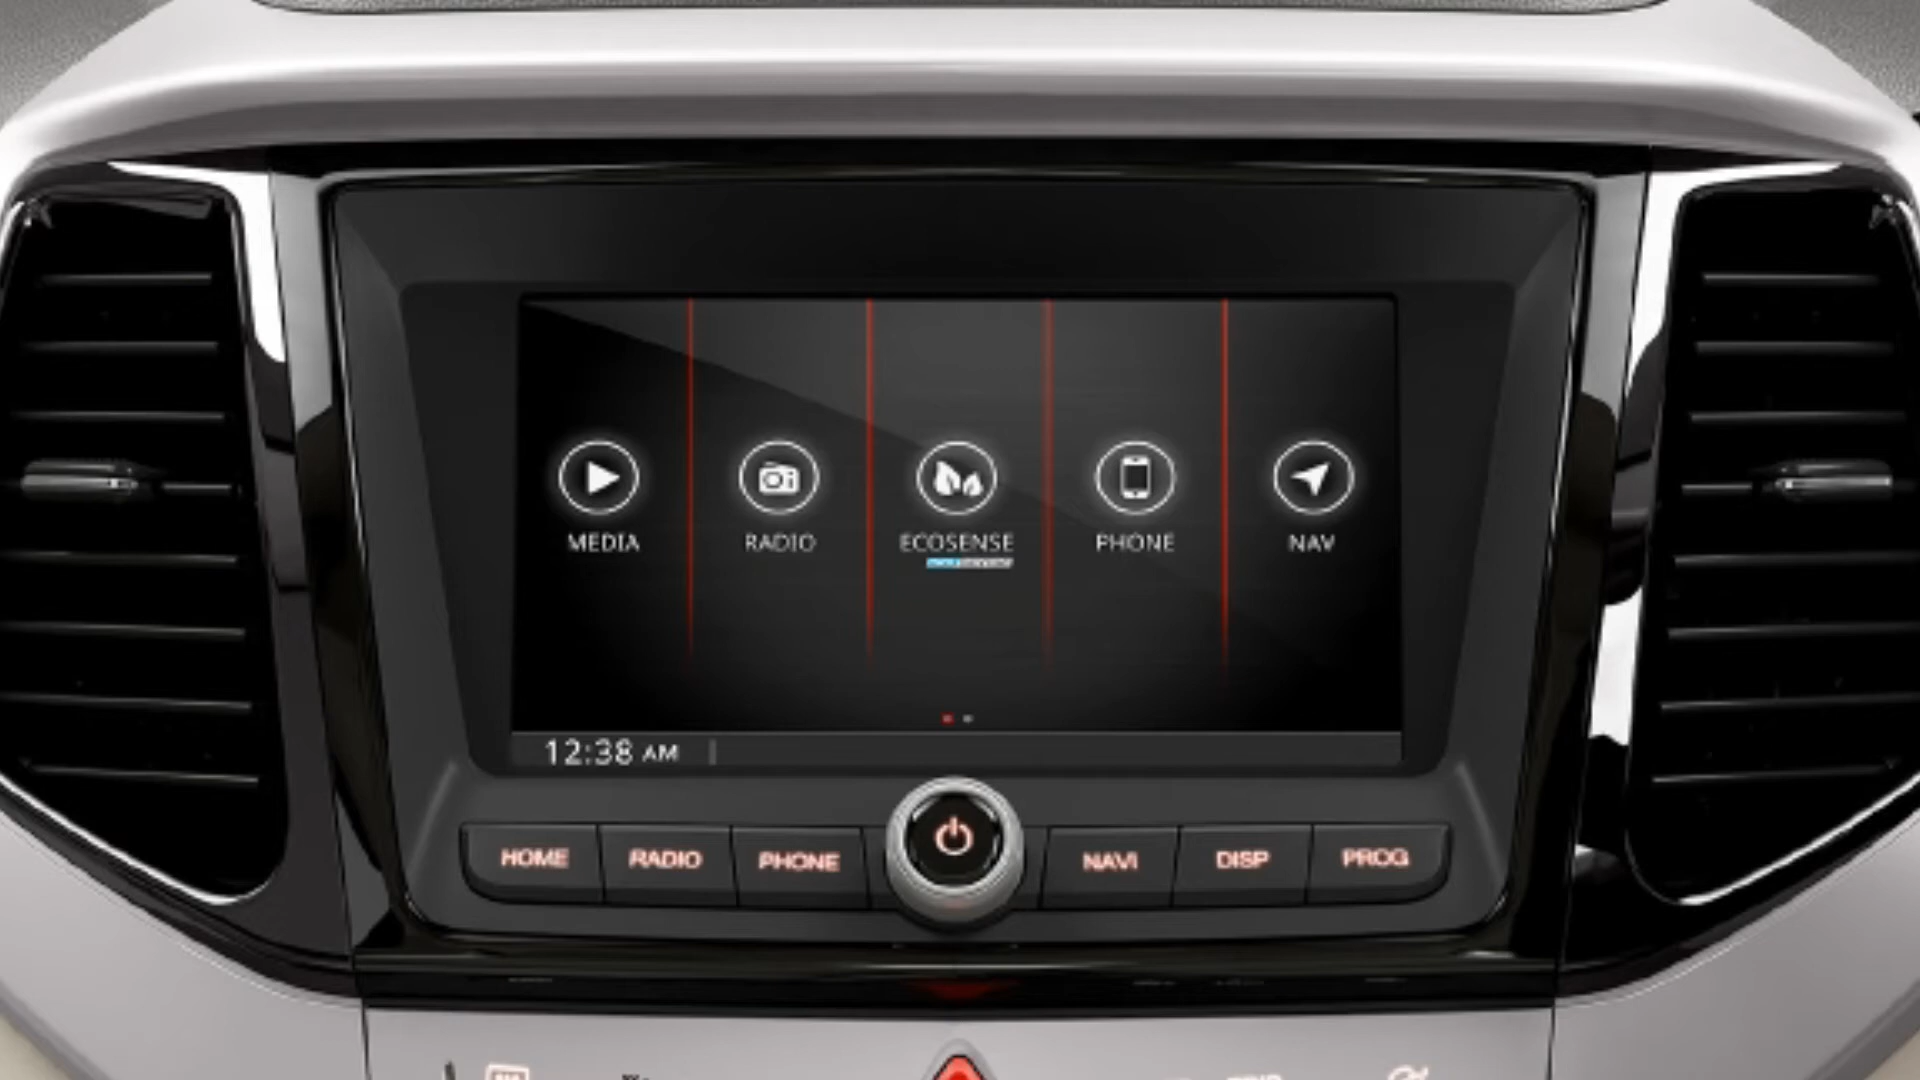 MEDIA
RADIO
ECOSENSE
PHONE
NAV
12:38 AM
HOME
RADIO
PHONE
NAVI
DISP
PROG